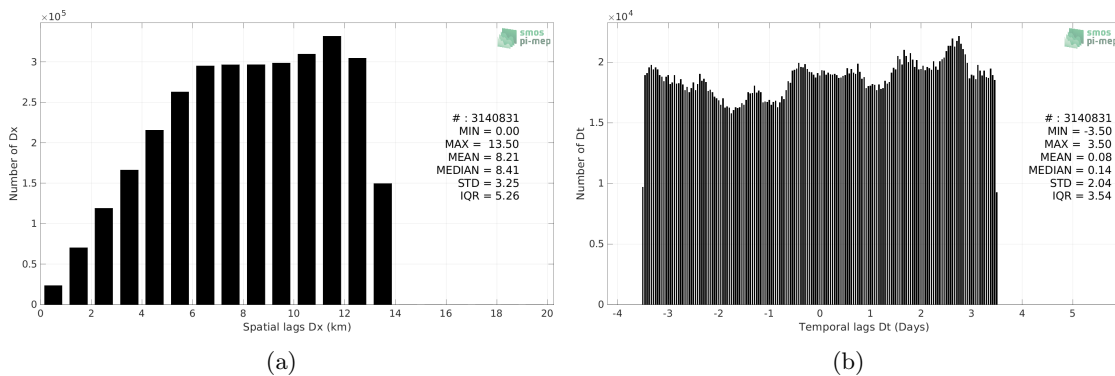 ×10⁵
3
2.5
2
1.5
1
0.5
0
0 2 4 6 8 10 12 14 16 18 20
Number of Dx
Spatial lags Dx (km)
smos
pi-mep
# : 3140831
MIN = 0.00
MAX = 13.50
MEAN = 8.21
MEDIAN = 8.41
STD = 3.25
IQR = 5.26
(a)
×10⁴
2
1.5
1
0.5
0
-4 -3 -2 -1 0 1 2 3 4 5
Number of Dt
Temporal lags Dt (Days)
smos
pi-mep
# : 3140831
MIN = -3.50
MAX = 3.50
MEAN = 0.08
MEDIAN = 0.14
STD = 2.04
IQR = 3.54
(b)